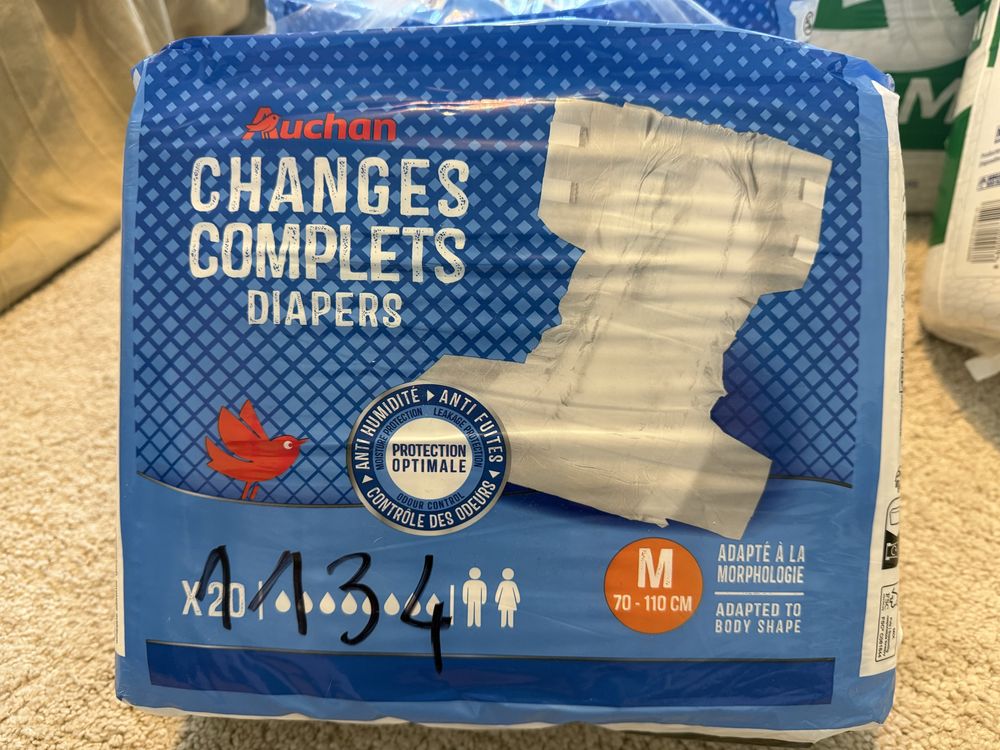 Auchan
CHANGES
COMPLETS
DIAPERS
ANTI HUMIDITÉ ▸ ANTI FUITES ▸ CONTRÔLE DES ODEURS ▸
MOISTURE PROTECTION LEAKAGE PROTECTION ODOUR CONTROL
PROTECTION
OPTIMALE
X20
1134
M
70 - 110 CM
ADAPTÉ À LA
MORPHOLOGIE
ADAPTED TO
BODY SHAPE
M